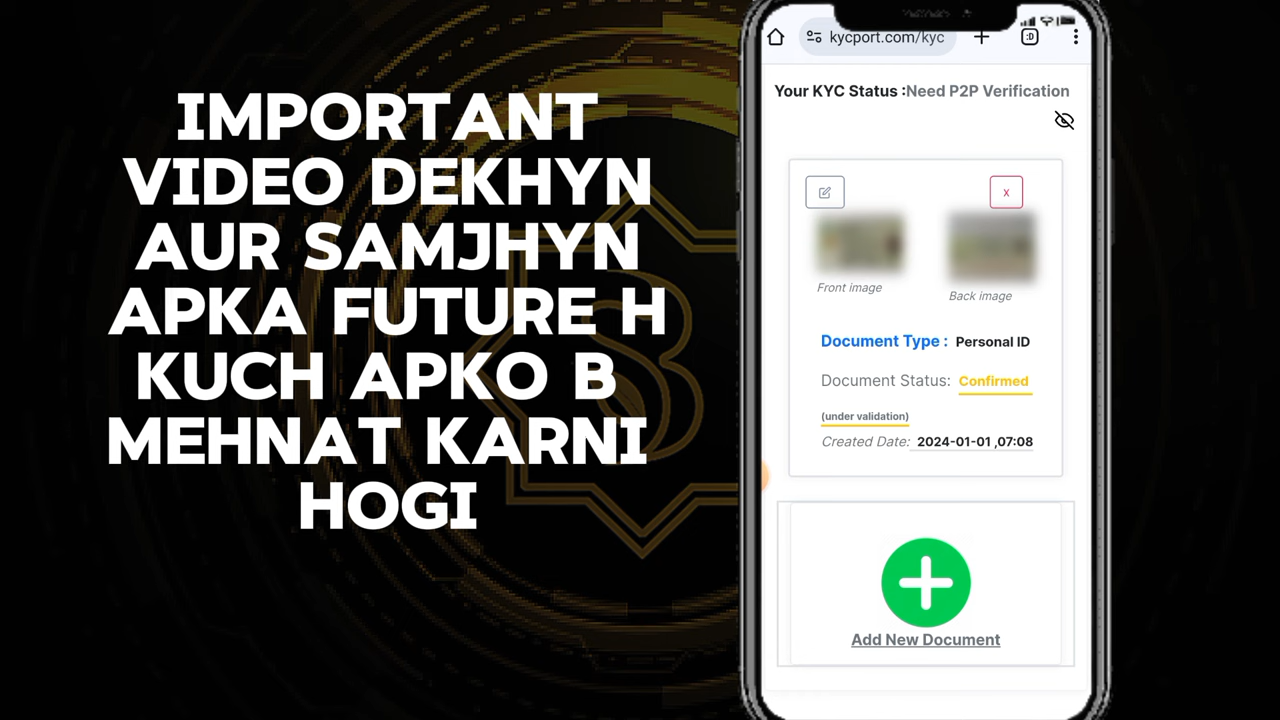 IMPORTANT
VIDEO DEKHYN
AUR SAMJHYN
APKA FUTURE H
KUCH APKO B
MEHNAT KARNI
HOGI
kycport.com/kyc
:D
Your KYC Status :Need P2P Verification
X
Front image
Back image
Document Type : Personal ID
Document Status: Confirmed
(under validation)
Created Date: 2024-01-01 ,07:08
Add New Document